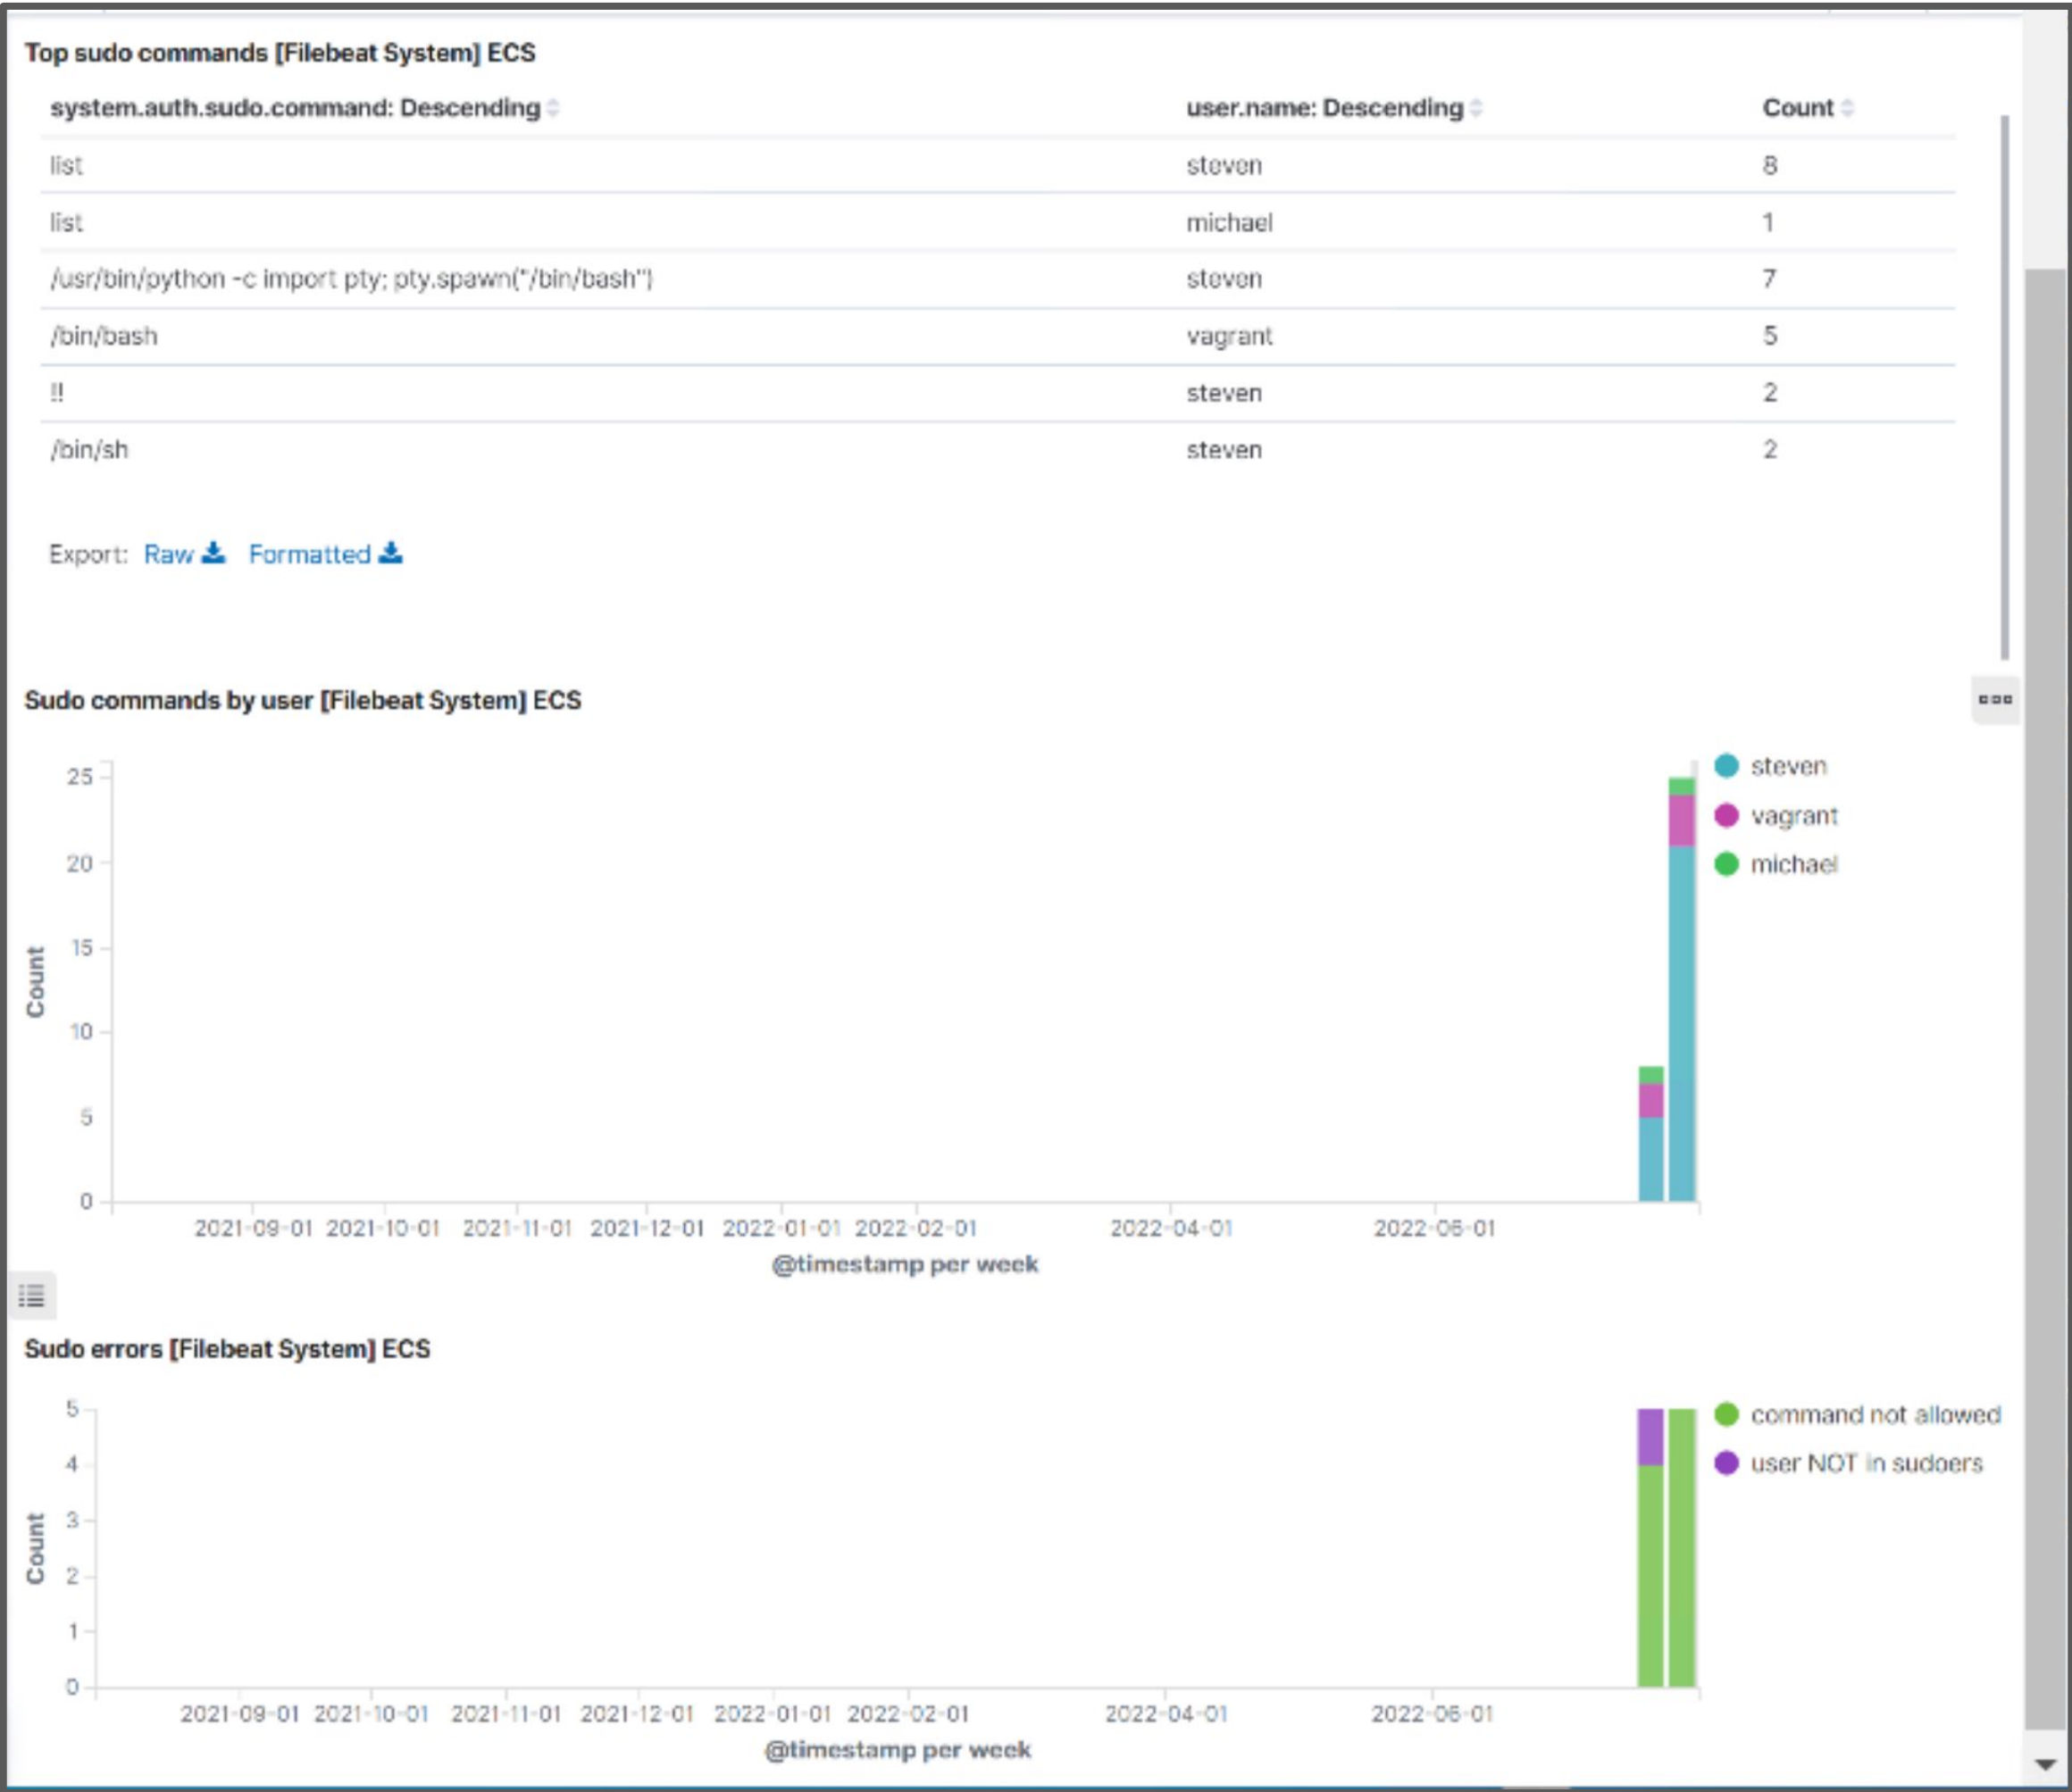 Top sudo commands [Filebeat System] ECS
system.auth.sudo.command: Descending user.name: Descending Count
list steven 8
list michael 1
/usr/bin/python -c import pty; pty.spawn("/bin/bash") steven 7
/bin/bash vagrant 5
!! steven 2
/bin/sh steven 2
Export: Raw Formatted
Sudo commands by user [Filebeat System] ECS
25
20
15
10
5
0
Count
steven
vagrant
michael
2021-09-01 2021-10-01 2021-11-01 2021-12-01 2022-01-01 2022-02-01 2022-04-01 2022-06-01
@timestamp per week
Sudo errors [Filebeat System] ECS
5
4
3
2
1
0
Count
command not allowed
user NOT in sudoers
2021-09-01 2021-10-01 2021-11-01 2021-12-01 2022-01-01 2022-02-01 2022-04-01 2022-06-01
@timestamp per week